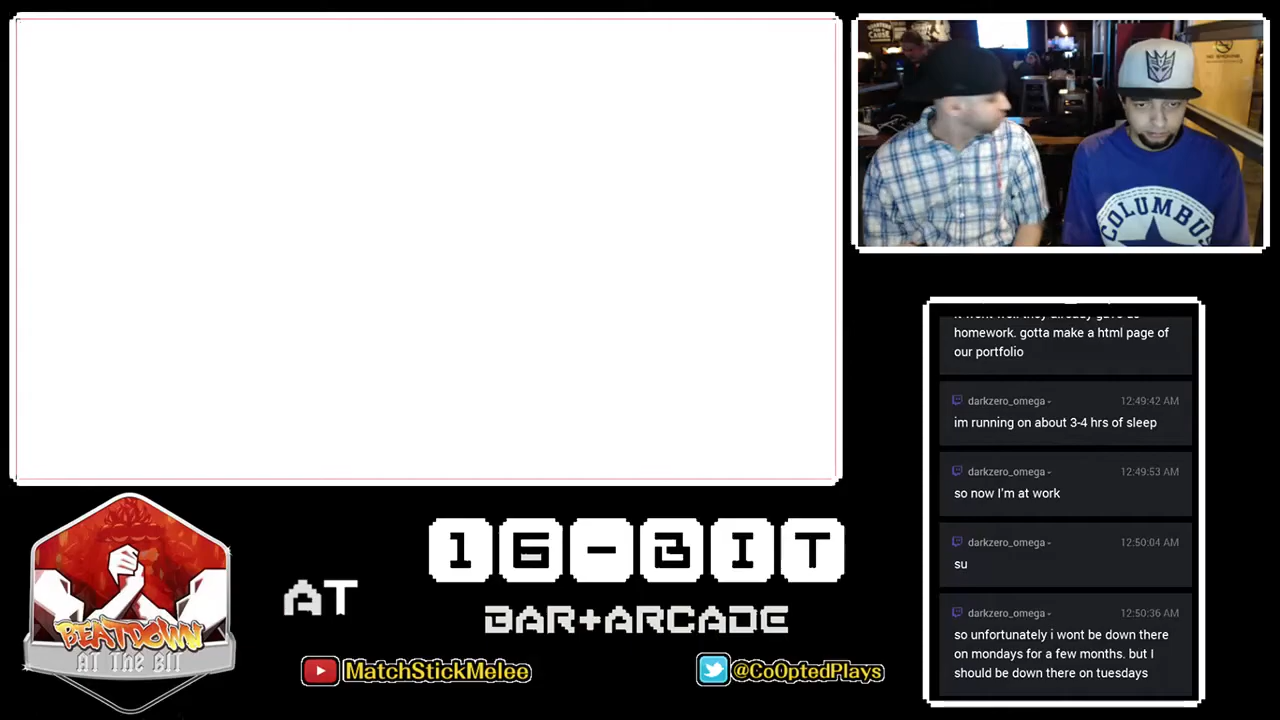 COLUMBUS
homework. gotta make a html page of
our portfolio
darkzero_omega
12:49:42 AM
im running on about 3-4 hrs of sleep
darkzero_omega
12:49:53 AM
so now I'm at work
darkzero_omega
12:50:04 AM
su
darkzero_omega
12:50:36 AM
so unfortunately i wont be down there
on mondays for a few months. but I
should be down there on tuesdays
BEATDOWN
AT THE BIT
AT
16-BIT
BAR+ARCADE
MatchStickMelee
@CoOptedPlays